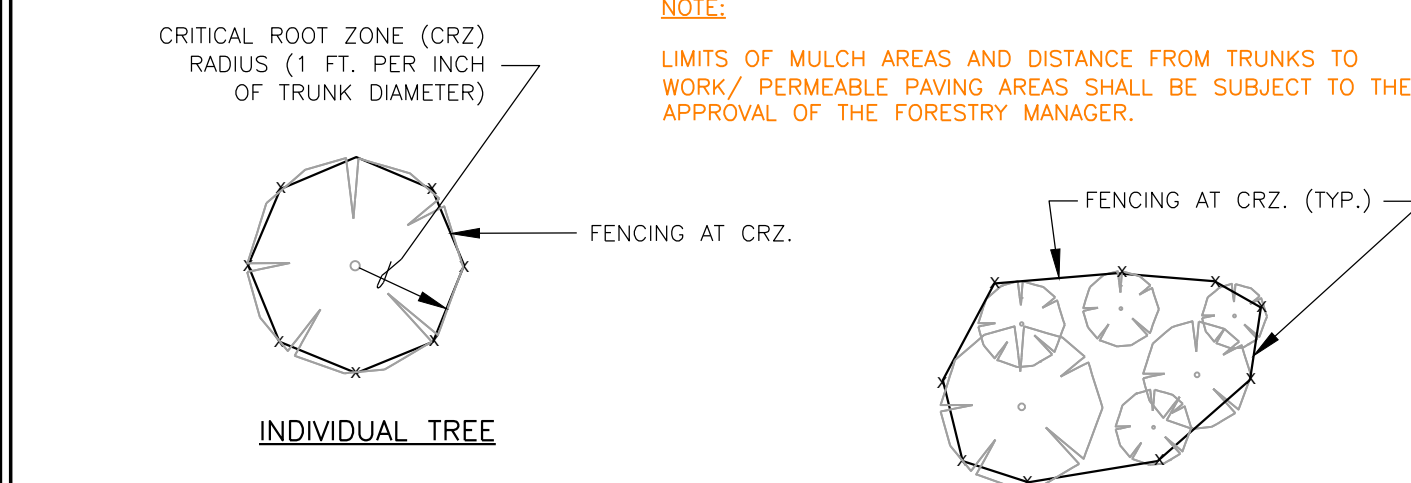 CRITICAL ROOT ZONE (CRZ)
RADIUS (1 FT. PER INCH
OF TRUNK DIAMETER)
NOTE:
LIMITS OF MULCH AREAS AND DISTANCE FROM TRUNKS TO
WORK/ PERMEABLE PAVING AREAS SHALL BE SUBJECT TO THE
APPROVAL OF THE FORESTRY MANAGER.
FENCING AT CRZ.
FENCING AT CRZ. (TYP.)
INDIVIDUAL TREE